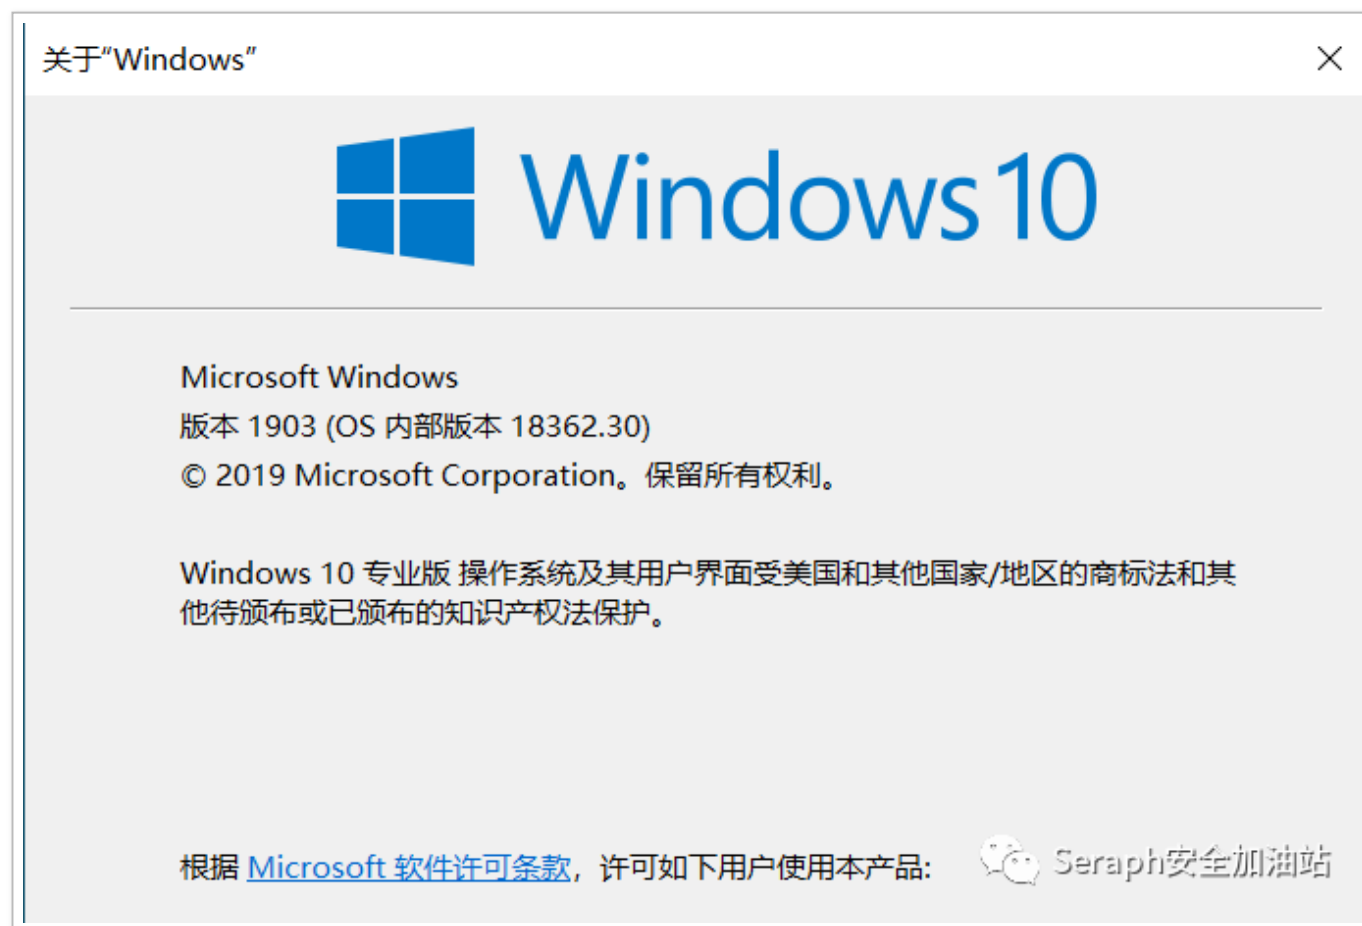 关于“Windows”
Windows 10
Microsoft Windows
版本 1903 (OS 内部版本 18362.30)
© 2019 Microsoft Corporation。保留所有权利。
Windows 10 专业版 操作系统及其用户界面受美国和其他国家/地区的商标法和其
他待颁布或已颁布的知识产权法保护。
根据 Microsoft 软件许可条款，许可如下用户使用本产品:
Seraph安全加油站